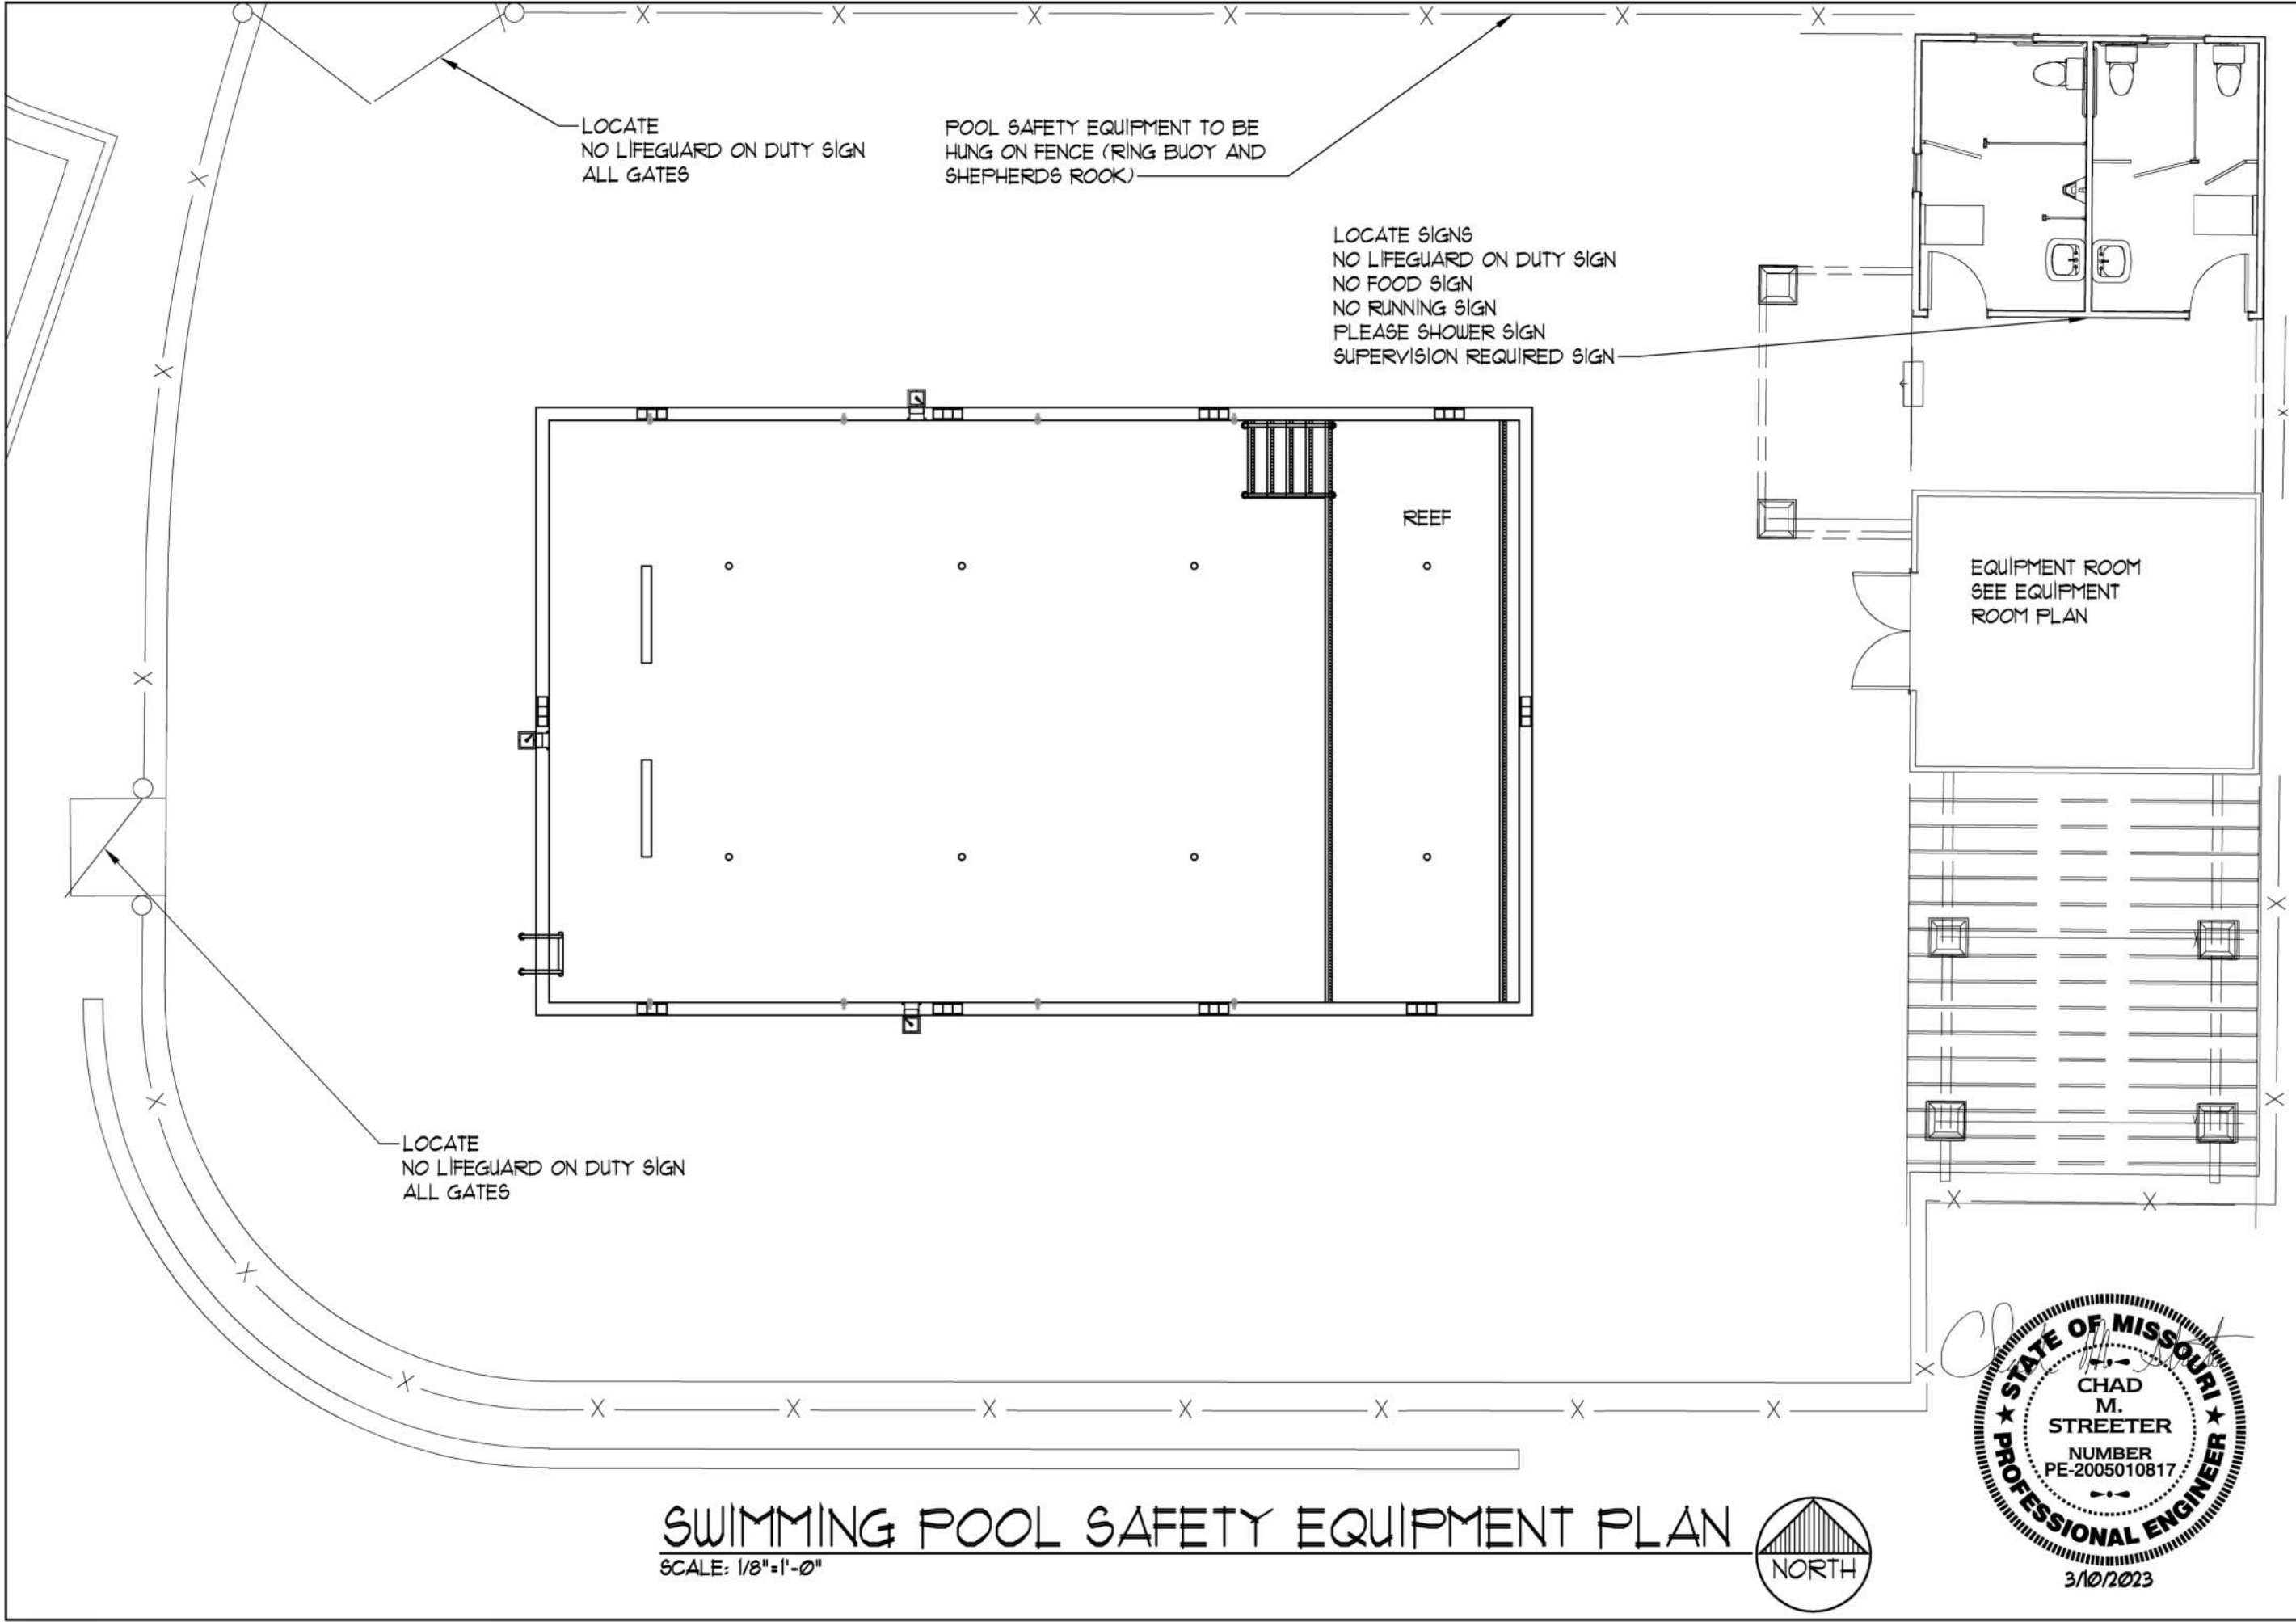 LOCATE
NO LIFEGUARD ON DUTY SIGN
ALL GATES
POOL SAFETY EQUIPMENT TO BE
HUNG ON FENCE (RING BUOY AND
SHEPHERDS ROOK)
LOCATE SIGNS
NO LIFEGUARD ON DUTY SIGN
NO FOOD SIGN
NO RUNNING SIGN
PLEASE SHOWER SIGN
SUPERVISION REQUIRED SIGN
REEF
EQUIPMENT ROOM
SEE EQUIPMENT
ROOM PLAN
LOCATE
NO LIFEGUARD ON DUTY SIGN
ALL GATES
SWIMMING POOL SAFETY EQUIPMENT PLAN
SCALE: 1/8"=1'-0"
NORTH
STATE OF MISSOURI
CHAD
M.
STREETER
NUMBER
PE-2005010817
PROFESSIONAL ENGINEER
3/10/2023